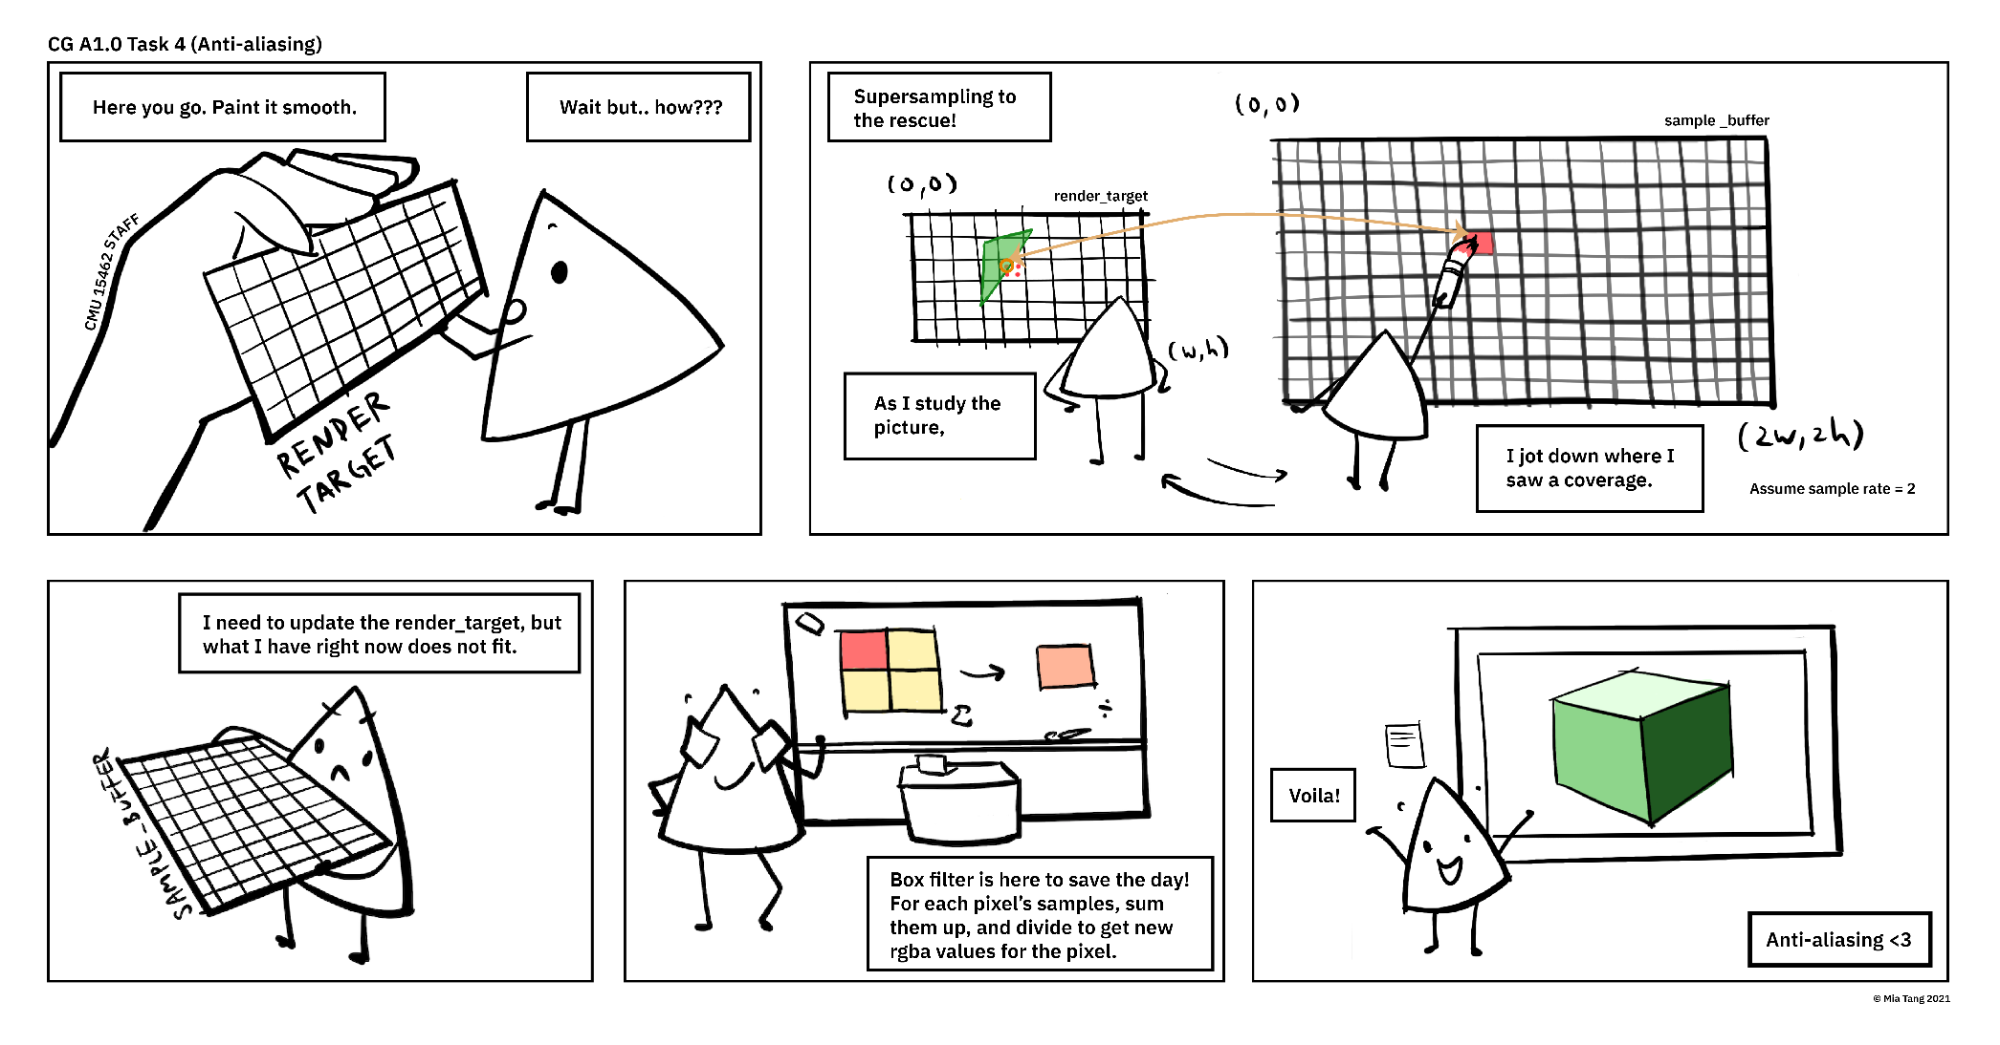 CG A1.0 Task 4 (Anti-aliasing)
Here you go. Paint it smooth.
Wait but.. how???
CMU 15462 STAFF
RENDER
TARGET
Supersampling to
the rescue!
(0,0)
render_target
(w,h)
As I study the
picture,
(0,0)
sample _buffer
I jot down where I
saw a coverage.
(2w,2h)
Assume sample rate = 2
I need to update the render_target, but
what I have right now does not fit.
SAMPLE_BUFFER
Σ
÷
Box filter is here to save the day!
For each pixel's samples, sum
them up, and divide to get new
rgba values for the pixel.
Voila!
Anti-aliasing <3
© Mia Tang 2021